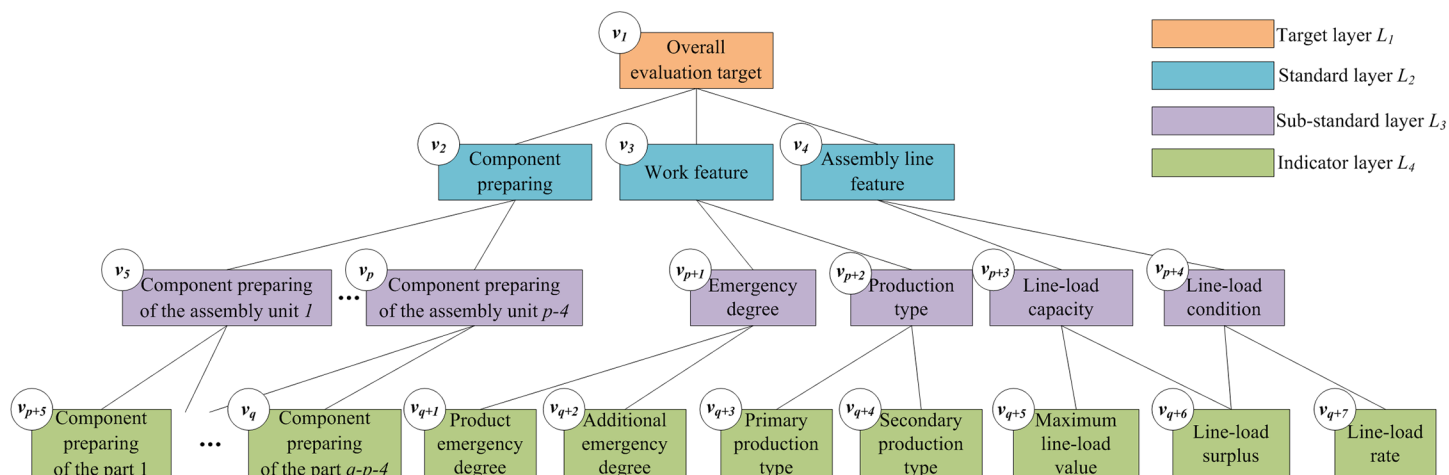 v1
Overall
evaluation target
Target layer L1
Standard layer L2
Sub-standard layer L3
Indicator layer L4
v2
Component
preparing
v3
Work feature
v4
Assembly line
feature
v5
Component preparing
of the assembly unit 1
...
vp
Component preparing
of the assembly unit p-4
vp+1
Emergency
degree
vp+2
Production
type
vp+3
Line-load
capacity
vp+4
Line-load
condition
vp+5
Component
preparing
of the part 1
...
vq
Component
preparing
of the part q-p-4
vq+1
Product
emergency
degree
vq+2
Additional
emergency
degree
vq+3
Primary
production
type
vq+4
Secondary
production
type
vq+5
Maximum
line-load
value
vq+6
Line-load
surplus
vq+7
Line-load
rate